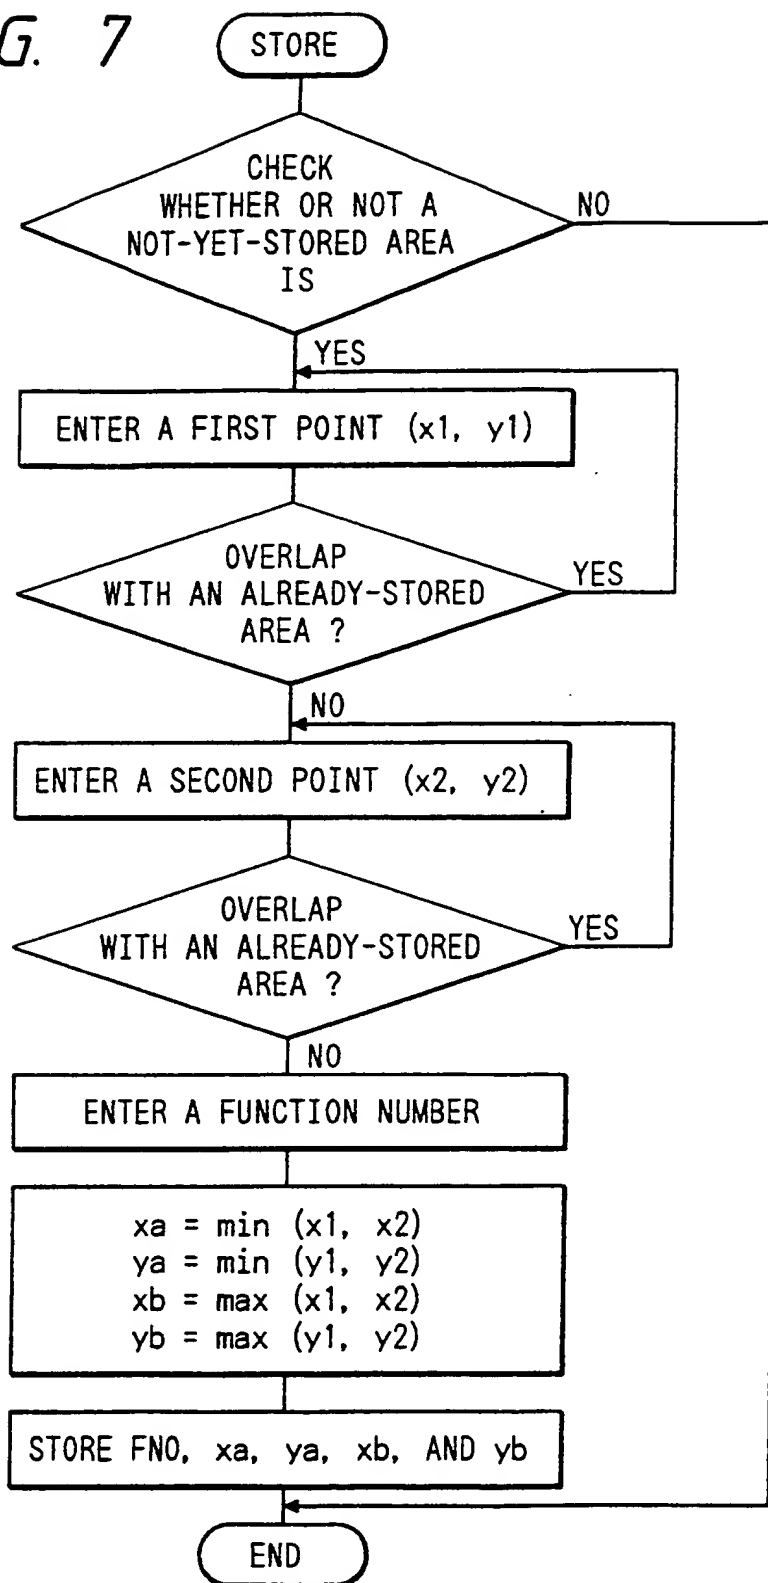 G. 7
STORE
CHECK
WHETHER OR NOT A
NOT-YET-STORED AREA
IS
NO
YES
ENTER A FIRST POINT (x1, y1)
OVERLAP
WITH AN ALREADY-STORED
AREA ?
YES
NO
ENTER A SECOND POINT (x2, y2)
OVERLAP
WITH AN ALREADY-STORED
AREA ?
YES
NO
ENTER A FUNCTION NUMBER
xa = min (x1, x2)
ya = min (y1, y2)
xb = max (x1, x2)
yb = max (y1, y2)
STORE FNO, xa, ya, xb, AND yb
END